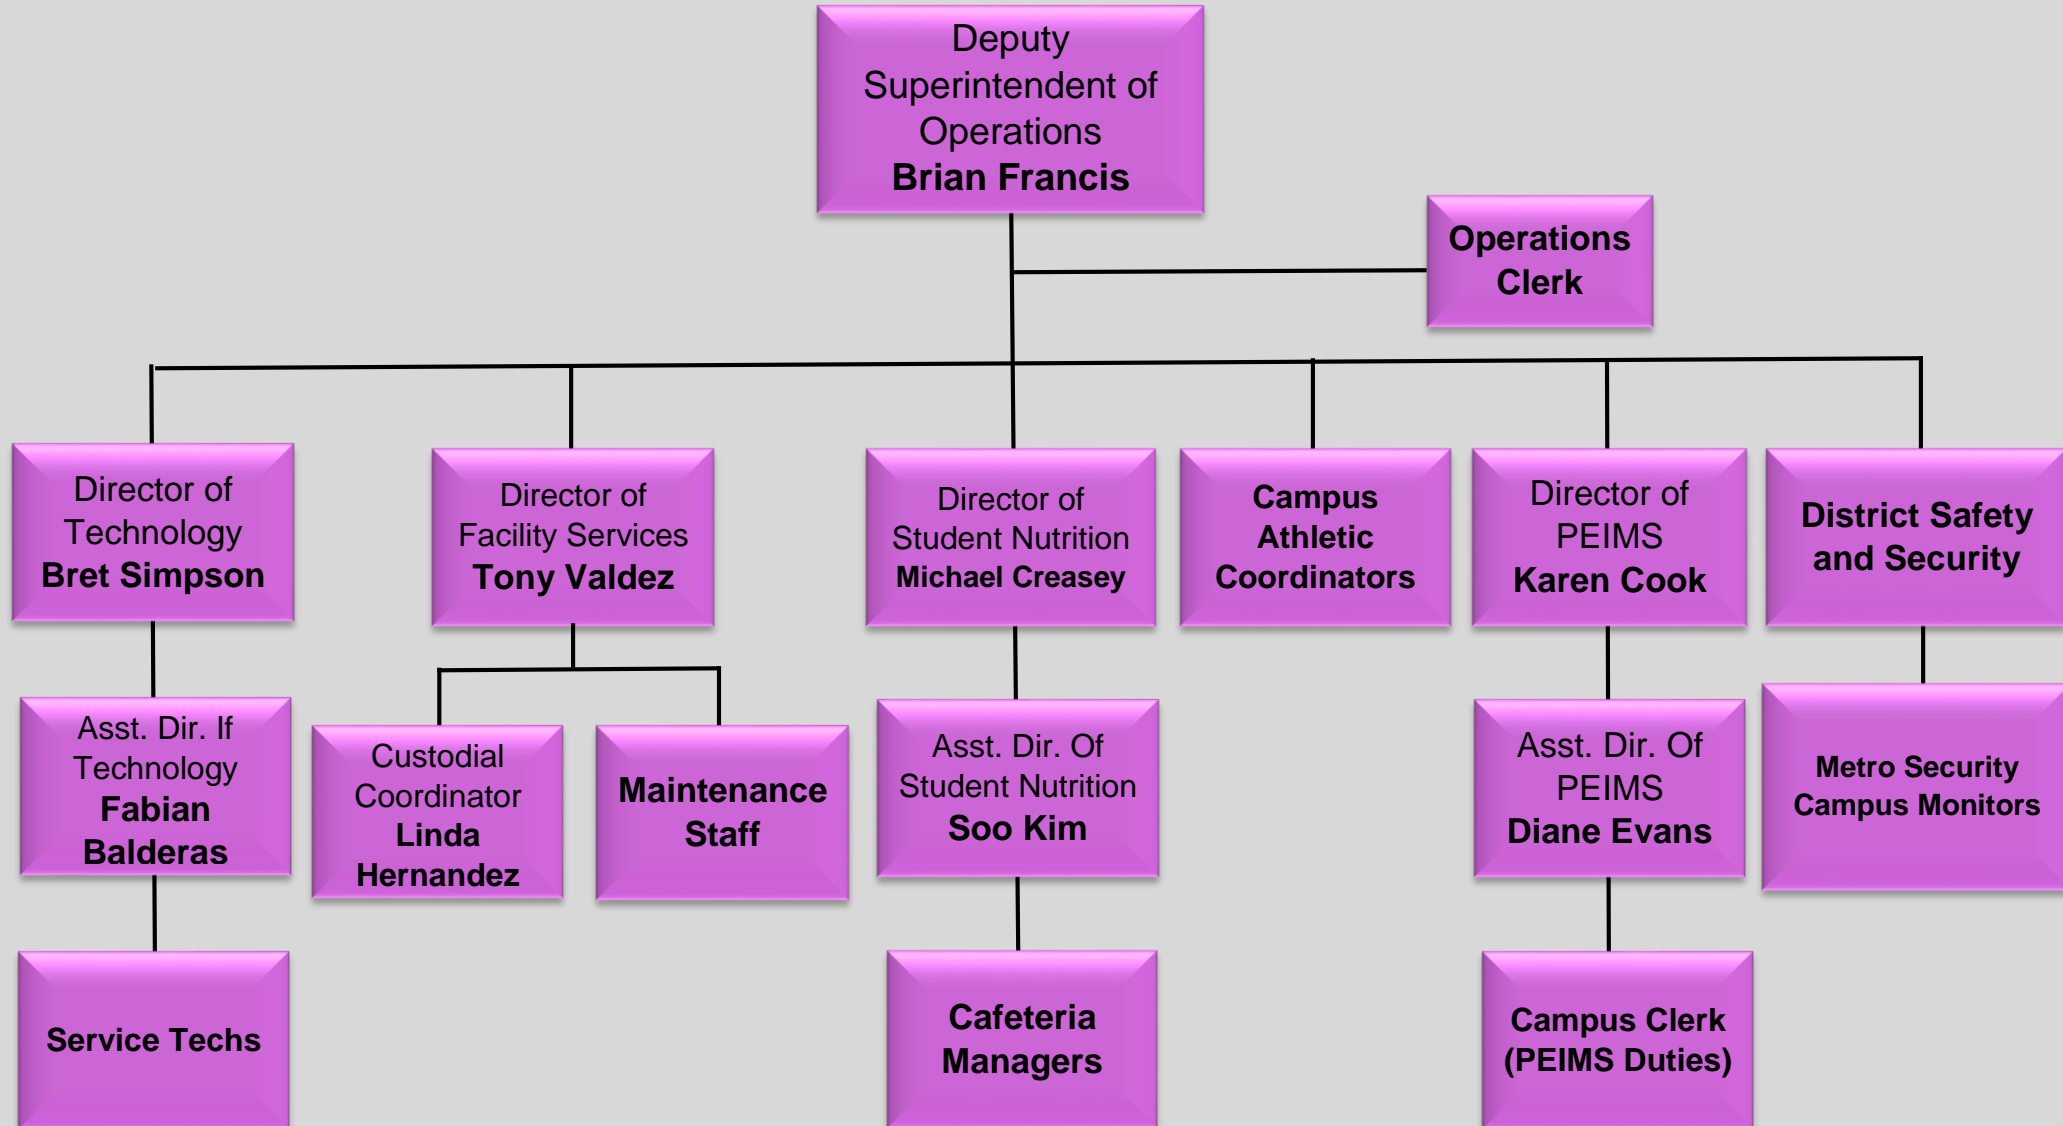 Deputy
Superintendent of
Operations
Brian Francis
Operations
Clerk
Director of
Technology
Bret Simpson
Director of
Facility Services
Tony Valdez
Director of
Student Nutrition
Michael Creasey
Campus
Athletic
Coordinators
Director of
PEIMS
Karen Cook
District Safety
and Security
Asst. Dir. If
Technology
Fabian
Balderas
Custodial
Coordinator
Linda
Hernandez
Maintenance
Staff
Asst. Dir. Of
Student Nutrition
Soo Kim
Asst. Dir. Of
PEIMS
Diane Evans
Metro Security
Campus Monitors
Service Techs
Cafeteria
Managers
Campus Clerk
(PEIMS Duties)